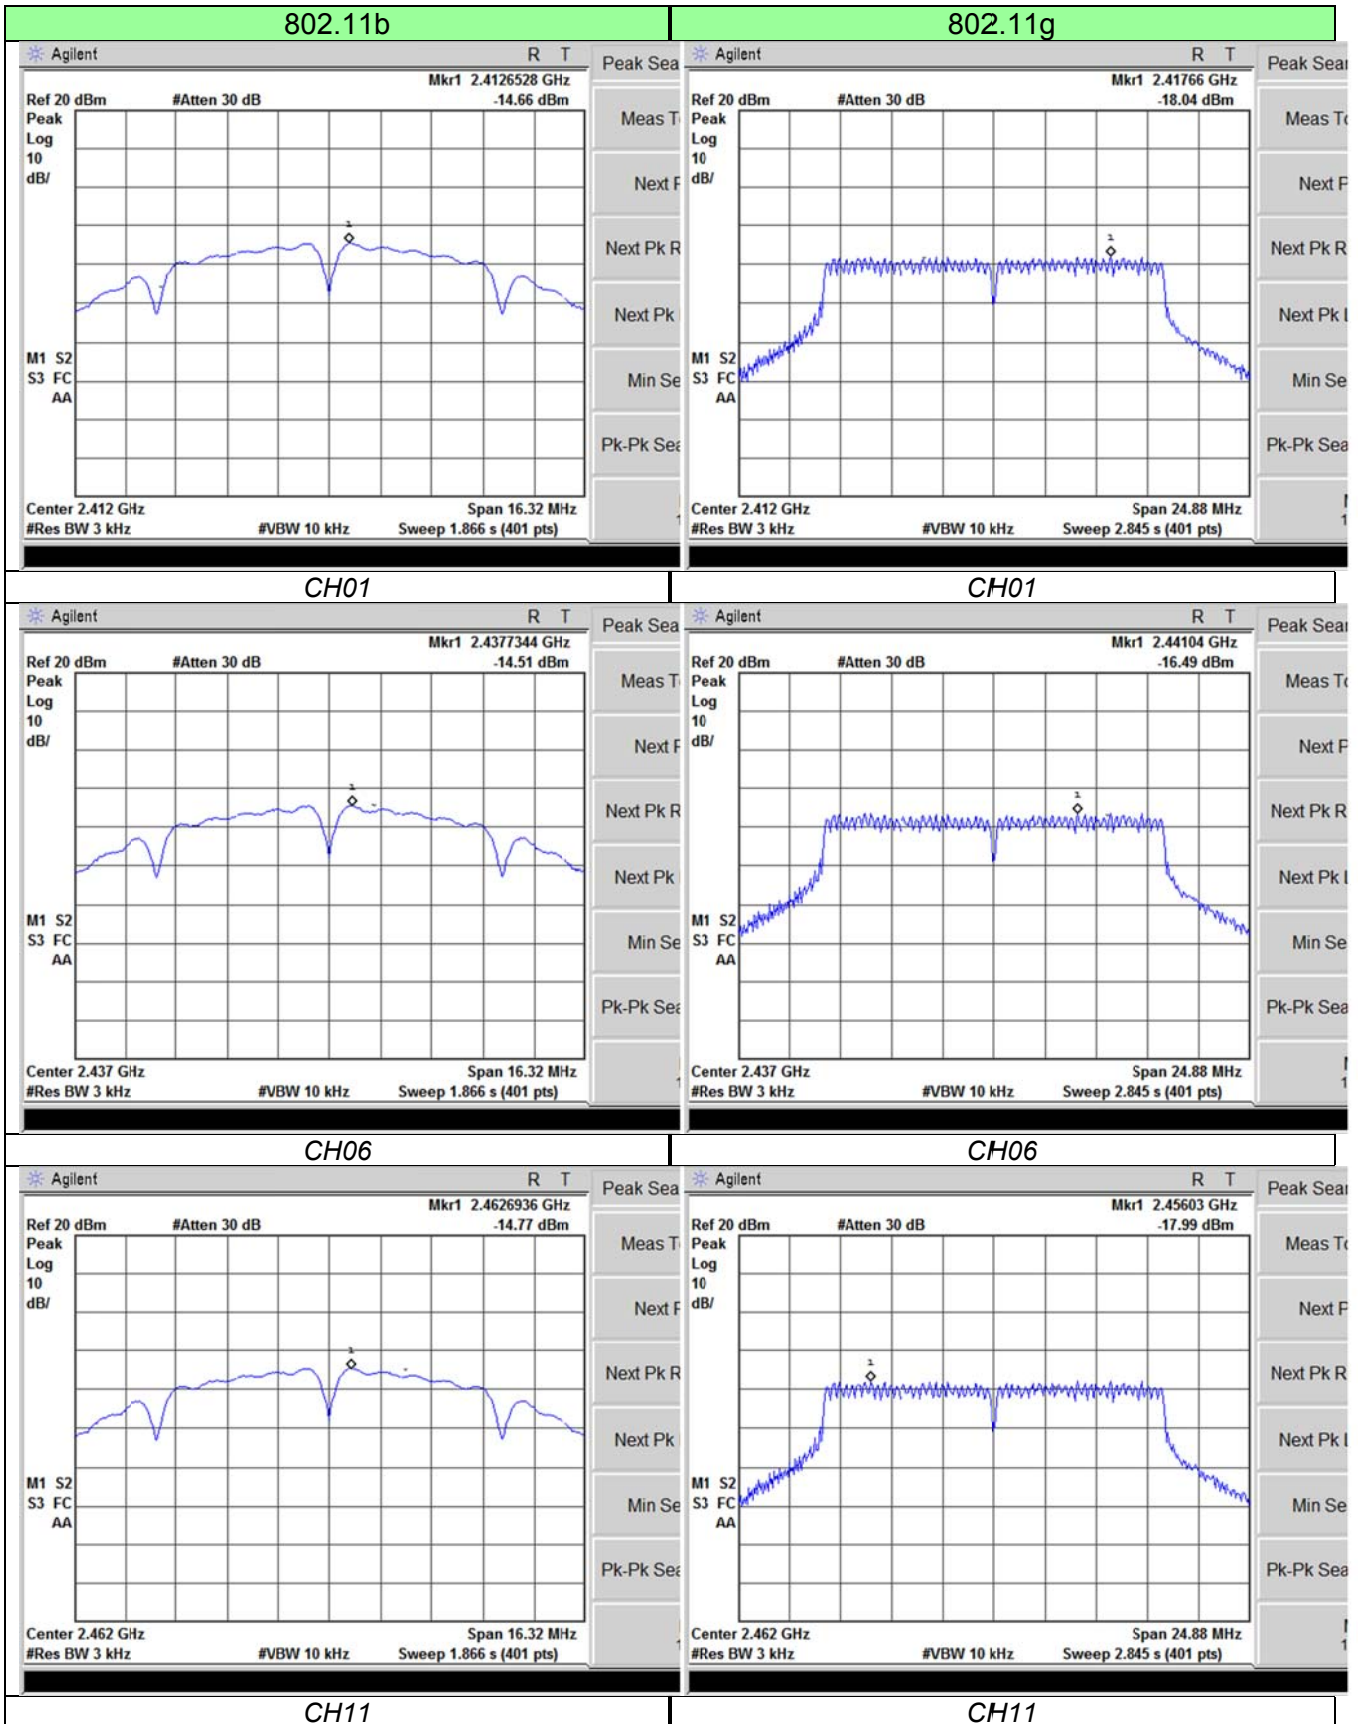 802.11b
802.11g
Agilent R T
Mkr1 2.4126528 GHz
Ref 20 dBm #Atten 30 dB -14.66 dBm
Peak
Log
10
dB/
1
M1 S2
S3 FC
AA
Center 2.412 GHz Span 16.32 MHz
#Res BW 3 kHz #VBW 10 kHz Sweep 1.866 s (401 pts)
Peak Sea
Meas T
Next P
Next Pk R
Next Pk
Min Se
Pk-Pk Sea
Agilent R T
Mkr1 2.41766 GHz
Ref 20 dBm #Atten 30 dB -18.04 dBm
Peak
Log
10
dB/
1
M1 S2
S3 FC
AA
Center 2.412 GHz Span 24.88 MHz
#Res BW 3 kHz #VBW 10 kHz Sweep 2.845 s (401 pts)
Peak Sear
Meas To
Next P
Next Pk R
Next Pk L
Min Se
Pk-Pk Sea
CH01
CH01
Agilent R T
Mkr1 2.4377344 GHz
Ref 20 dBm #Atten 30 dB -14.51 dBm
Peak
Log
10
dB/
1
M1 S2
S3 FC
AA
Center 2.437 GHz Span 16.32 MHz
#Res BW 3 kHz #VBW 10 kHz Sweep 1.866 s (401 pts)
Peak Sea
Meas T
Next P
Next Pk R
Next Pk
Min Se
Pk-Pk Sea
Agilent R T
Mkr1 2.44104 GHz
Ref 20 dBm #Atten 30 dB -16.49 dBm
Peak
Log
10
dB/
1
M1 S2
S3 FC
AA
Center 2.437 GHz Span 24.88 MHz
#Res BW 3 kHz #VBW 10 kHz Sweep 2.845 s (401 pts)
Peak Sear
Meas To
Next P
Next Pk R
Next Pk L
Min Se
Pk-Pk Sea
CH06
CH06
Agilent R T
Mkr1 2.4626936 GHz
Ref 20 dBm #Atten 30 dB -14.77 dBm
Peak
Log
10
dB/
1
M1 S2
S3 FC
AA
Center 2.462 GHz Span 16.32 MHz
#Res BW 3 kHz #VBW 10 kHz Sweep 1.866 s (401 pts)
Peak Sea
Meas T
Next P
Next Pk R
Next Pk
Min Se
Pk-Pk Sea
Agilent R T
Mkr1 2.45603 GHz
Ref 20 dBm #Atten 30 dB -17.99 dBm
Peak
Log
10
dB/
1
M1 S2
S3 FC
AA
Center 2.462 GHz Span 24.88 MHz
#Res BW 3 kHz #VBW 10 kHz Sweep 2.845 s (401 pts)
Peak Sear
Meas To
Next P
Next Pk R
Next Pk L
Min Se
Pk-Pk Sea
CH11
CH11